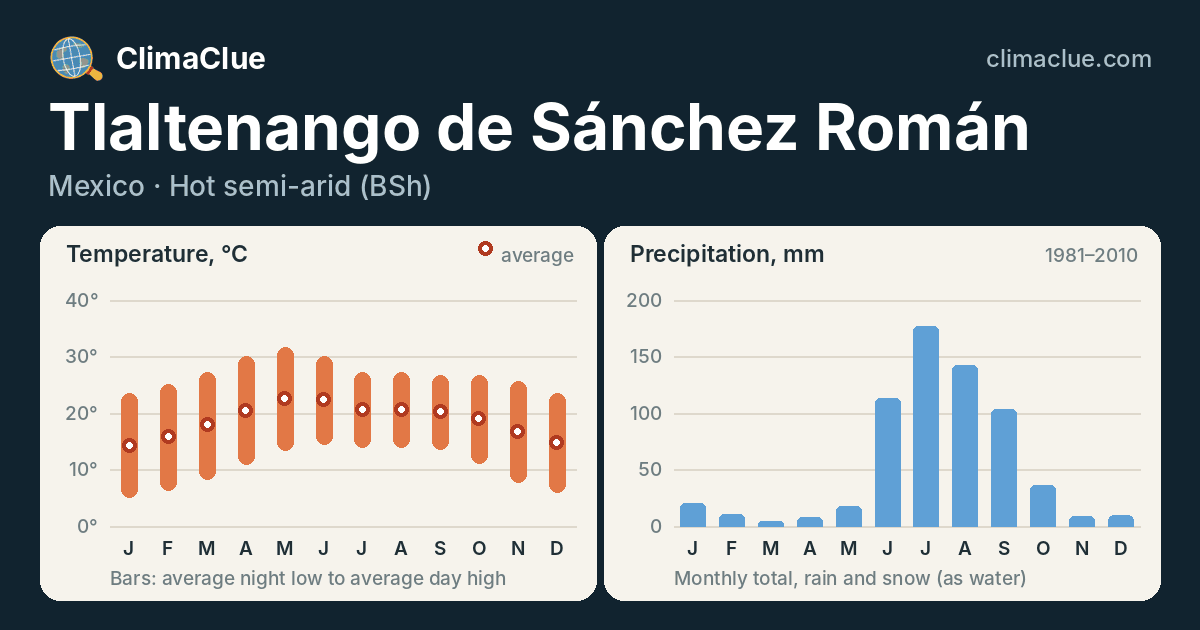 ClimaClue
climaclue.com
Tlaltenango de Sánchez Román
Mexico · Hot semi-arid (BSh)
Temperature, °C
average
40°
30°
20°
10°
0°
J F M A M J J A S O N D
Bars: average night low to average day high
Precipitation, mm
1981–2010
200
150
100
50
0
J F M A M J J A S O N D
Monthly total, rain and snow (as water)